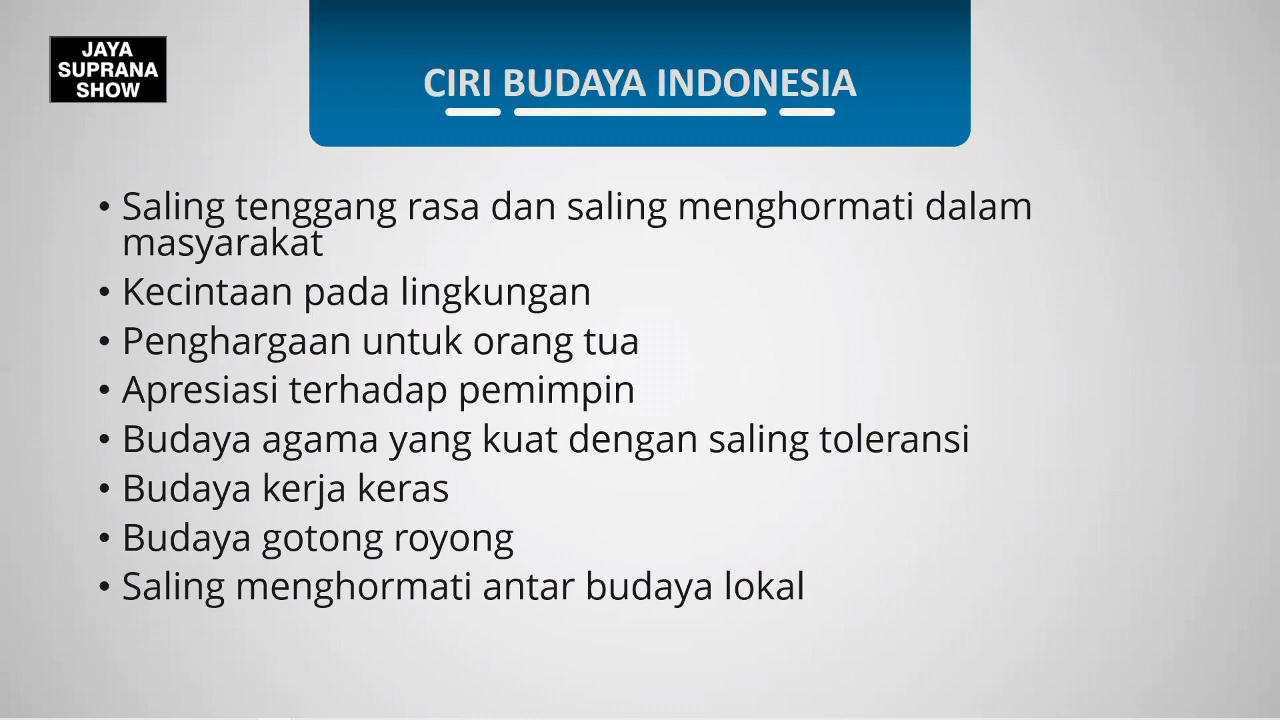 JAYA
SUPRANA
SHOW
CIRI BUDAYA INDONESIA
• Saling tenggang rasa dan saling menghormati dalam
masyarakat
• Kecintaan pada lingkungan
• Penghargaan untuk orang tua
• Apresiasi terhadap pemimpin
• Budaya agama yang kuat dengan saling toleransi
• Budaya kerja keras
• Budaya gotong royong
• Saling menghormati antar budaya lokal